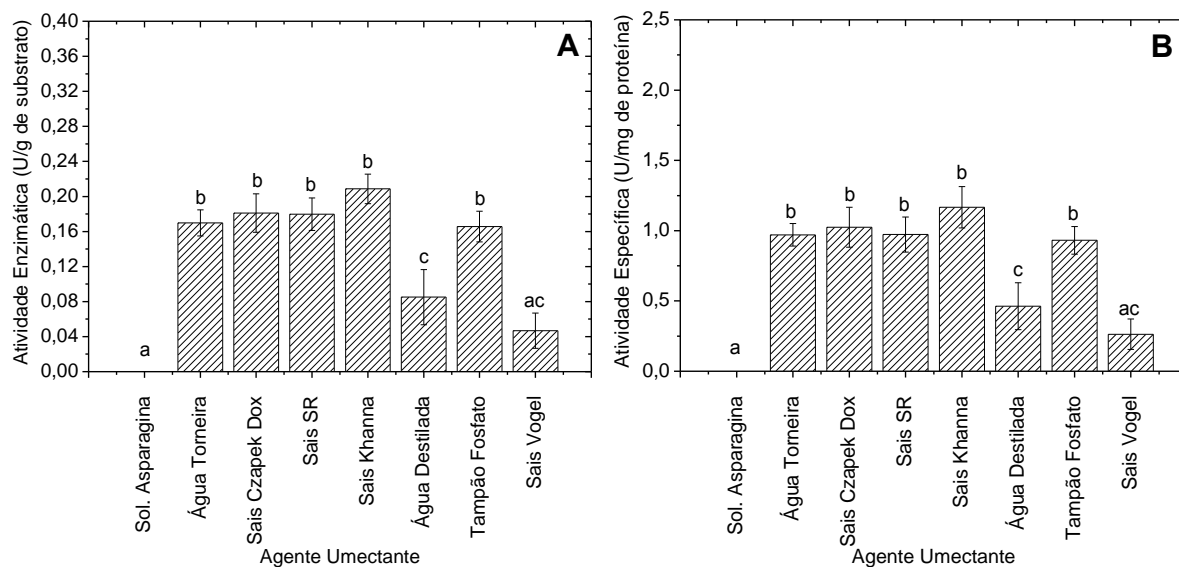 A
Atividade Enzimática (U/g de substrato)
0,40
0,36
0,32
0,28
0,24
0,20
0,16
0,12
0,08
0,04
0,00
a
b
b
b
b
c
b
ac
Sol. Asparagina
Água Torneira
Sais Czapek Dox
Sais SR
Sais Khanna
Água Destilada
Tampão Fosfato
Sais Vogel
Agente Umectante
B
Atividade Específica (U/mg de proteína)
2,5
2,0
1,5
1,0
0,5
0,0
a
b
b
b
b
c
b
ac
Sol. Asparagina
Água Torneira
Sais Czapek Dox
Sais SR
Sais Khanna
Água Destilada
Tampão Fosfato
Sais Vogel
Agente Umectante